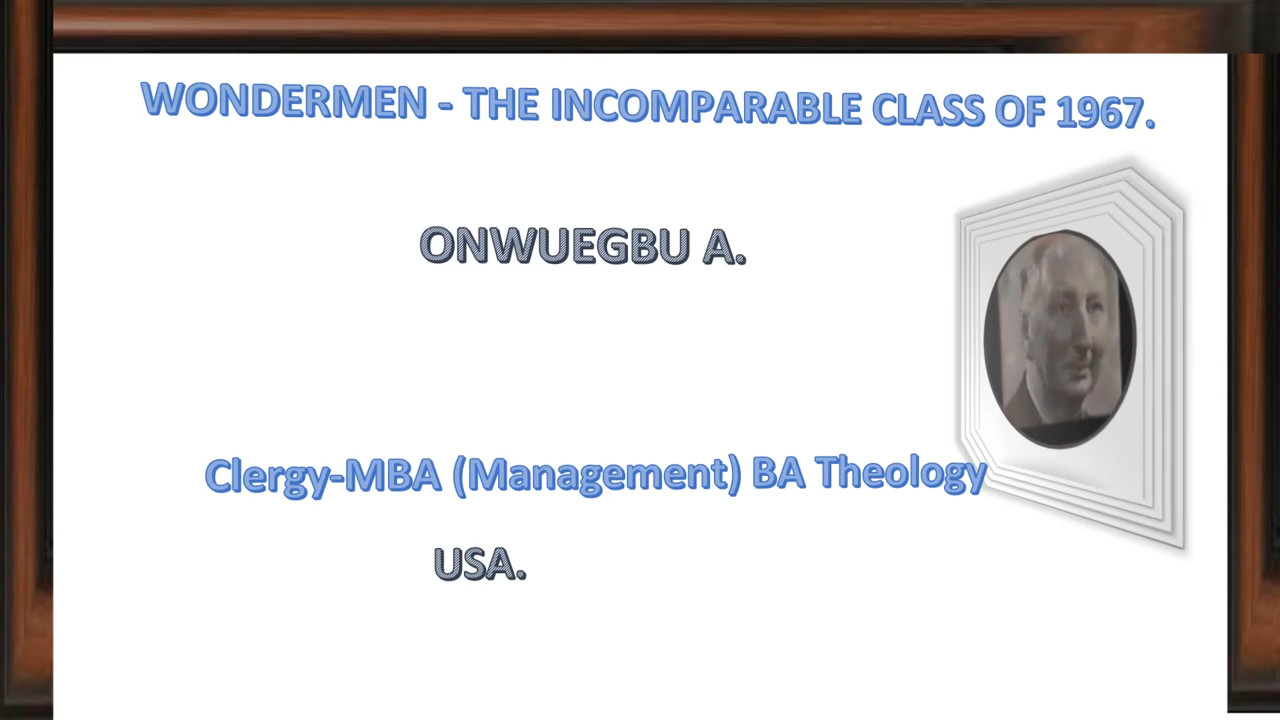 WONDERMEN - THE INCOMPARABLE CLASS OF 1967.
ONWUEGBU A.
Clergy-MBA (Management) BA Theology
USA.